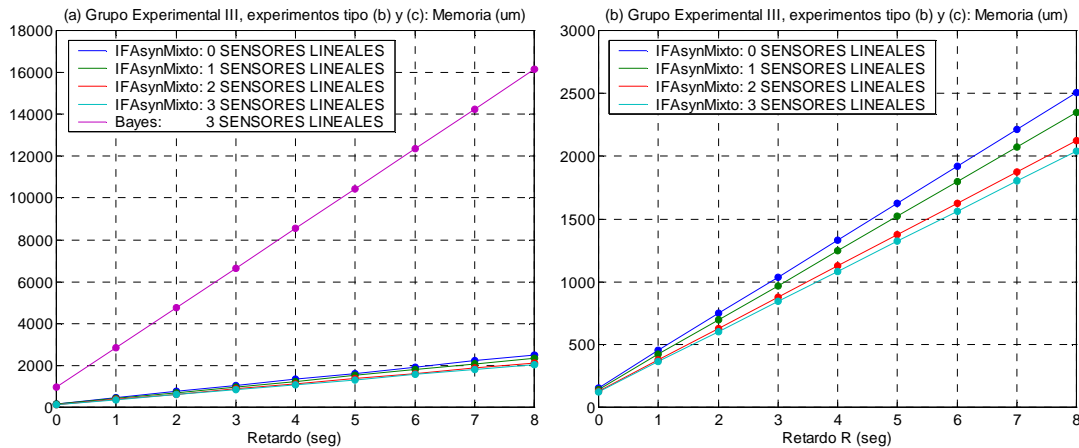 (a) Grupo Experimental III, experimentos tipo (b) y (c): Memoria (um)
18000
16000
14000
12000
10000
8000
6000
4000
2000
0
IFAsynMixto: 0 SENSORES LINEALES
IFAsynMixto: 1 SENSORES LINEALES
IFAsynMixto: 2 SENSORES LINEALES
IFAsynMixto: 3 SENSORES LINEALES
Bayes: 3 SENSORES LINEALES
0 1 2 3 4 5 6 7 8
Retardo (seg)
(b) Grupo Experimental III, experimentos tipo (b) y (c): Memoria (um)
3000
2500
2000
1500
1000
500
0
IFAsynMixto: 0 SENSORES LINEALES
IFAsynMixto: 1 SENSORES LINEALES
IFAsynMixto: 2 SENSORES LINEALES
IFAsynMixto: 3 SENSORES LINEALES
0 1 2 3 4 5 6 7 8
Retardo R (seg)